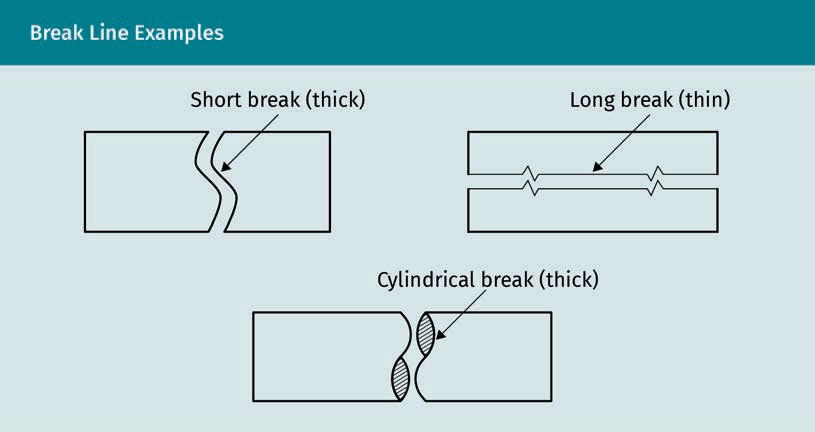 Break Line Examples
Short break (thick)
Long break (thin)
Cylindrical break (thick)